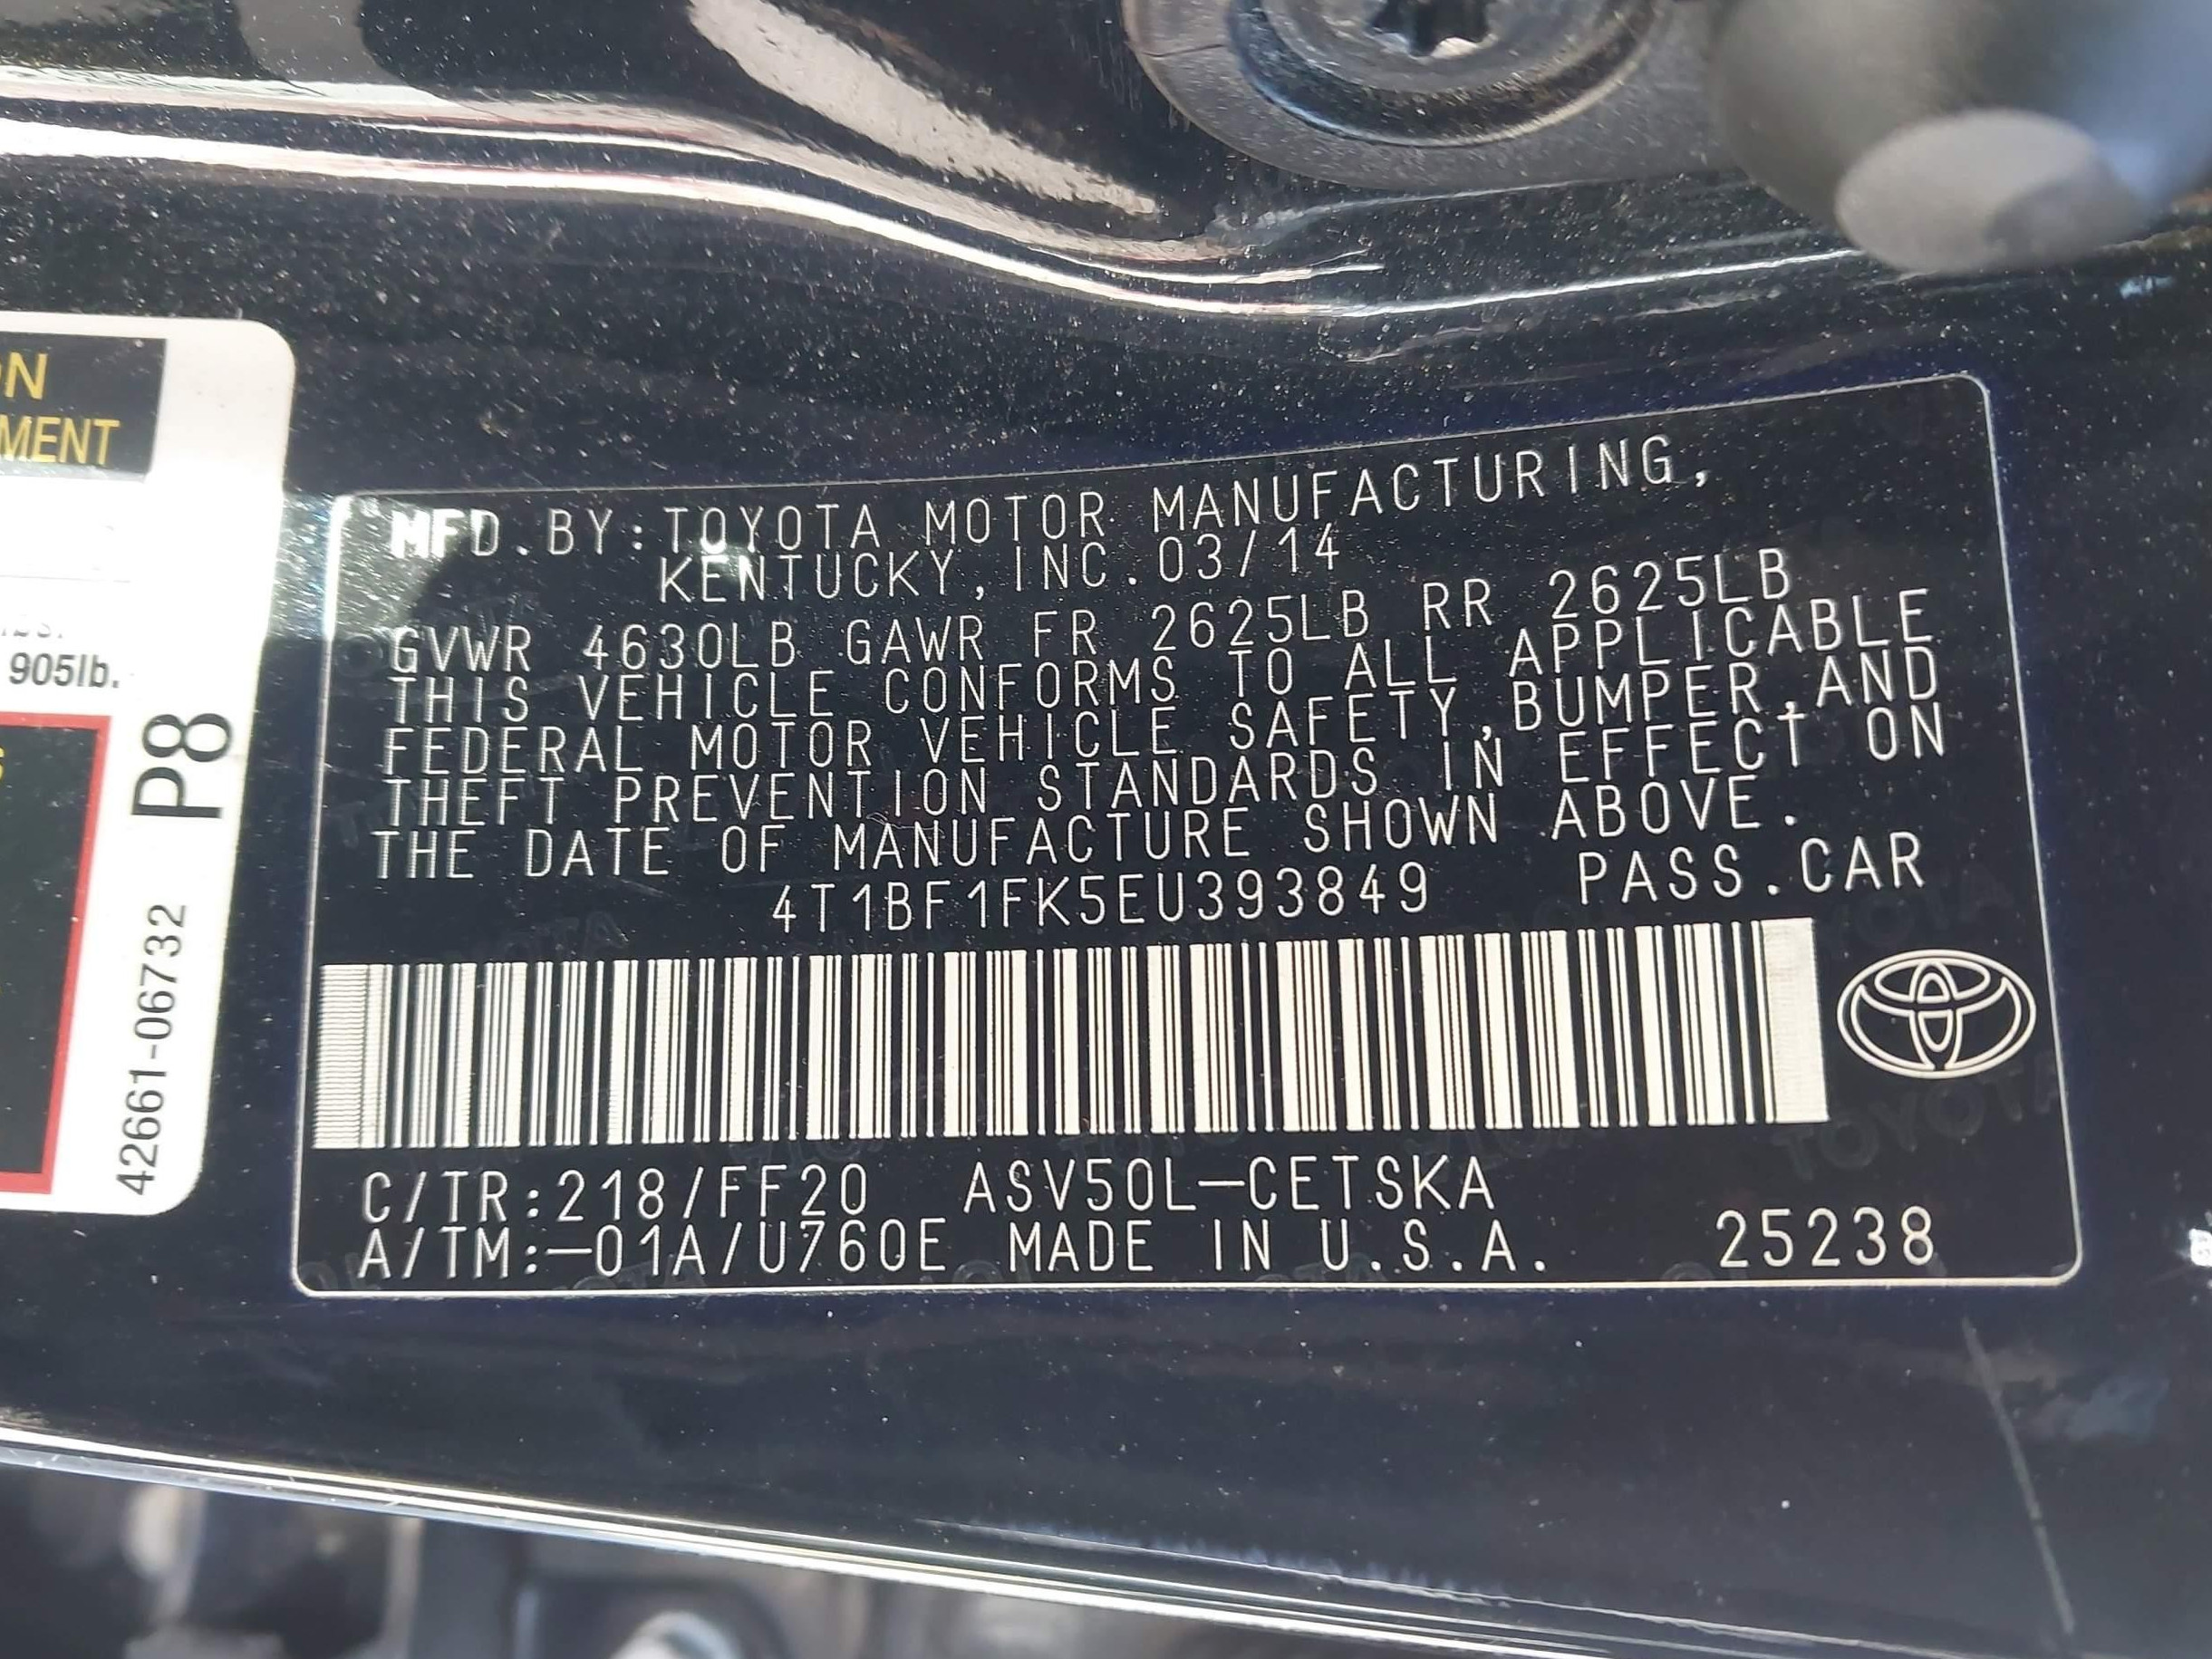 ON
MENT
lbs.
905lb.
P8
42661-06732
MFD.BY:TOYOTA MOTOR MANUFACTURING,
KENTUCKY,INC.03/14
GVWR 4630LB GAWR FR 2625LB RR 2625LB
THIS VEHICLE CONFORMS TO ALL APPLICABLE
FEDERAL MOTOR VEHICLE SAFETY,BUMPER,AND
THEFT PREVENTION STANDARDS IN EFFECT ON
THE DATE OF MANUFACTURE SHOWN ABOVE.
4T1BF1FK5EU393849 PASS.CAR
C/TR:218/FF20 ASV50L-CETSKA
A/TM:-01A/U760E MADE IN U.S.A. 25238